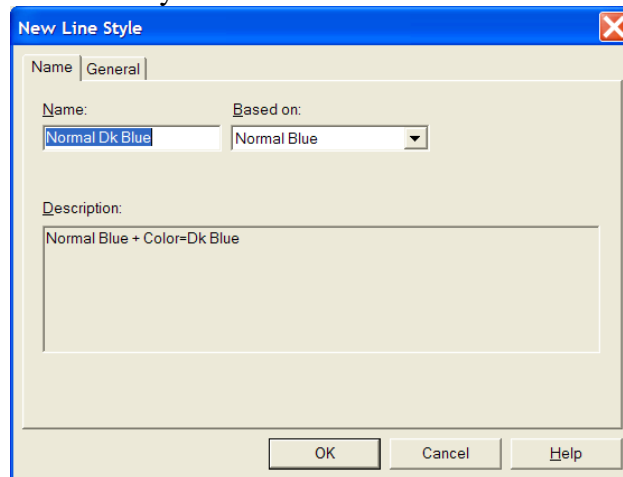 New Line Style
Name General
Name: Based on:
Normal Dk Blue Normal Blue
Description:
Normal Blue + Color=Dk Blue
OK Cancel Help